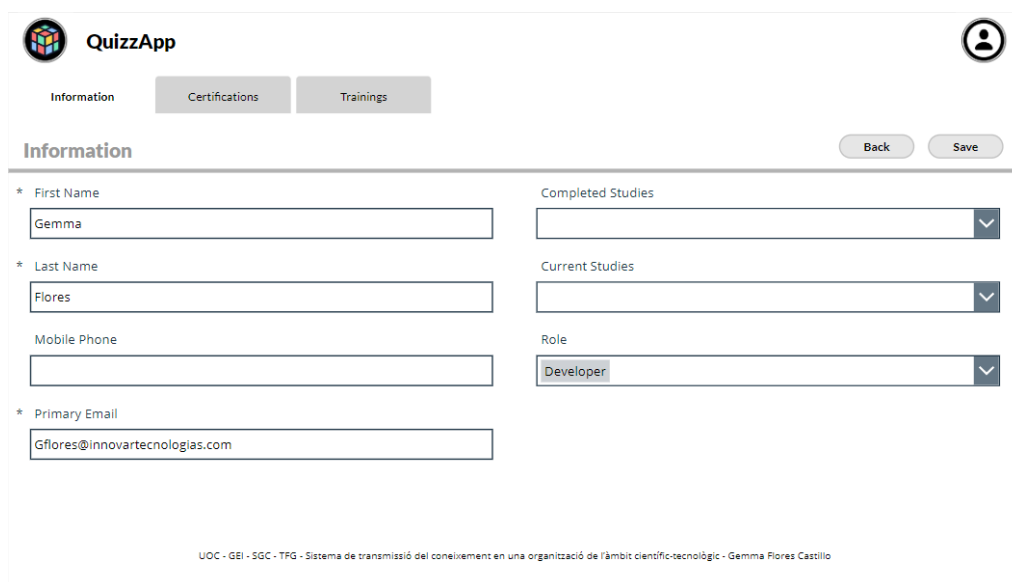 QuizzApp
Information Certifications Trainings
Information Back Save
* First Name Completed Studies
Gemma
* Last Name Current Studies
Flores
Mobile Phone Role
Developer
* Primary Email
Gflores@innovartecnologias.com
UOC - GEI - SGC - TFG - Sistema de transmissió del coneixement en una organització de l'àmbit científic-tecnològic - Gemma Flores Castillo